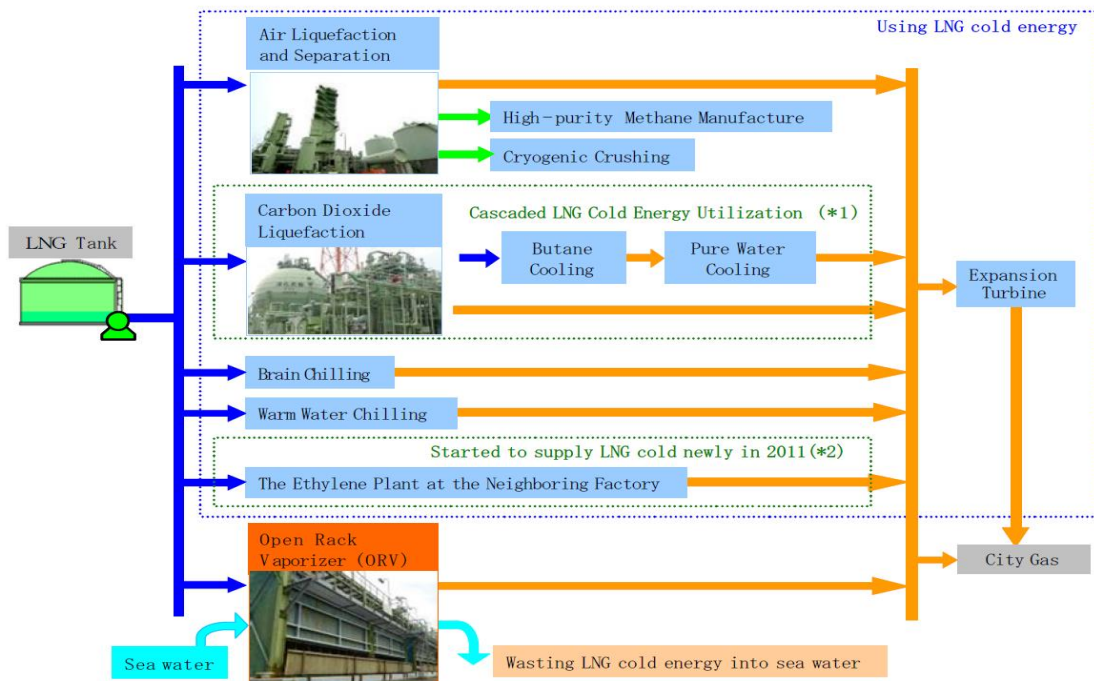 Using LNG cold energy
Air Liquefaction
and Separation
High-purity Methane Manufacture
Cryogenic Crushing
Cascaded LNG Cold Energy Utilization (*1)
Carbon Dioxide
Liquefaction
Butane
Cooling
Pure Water
Cooling
LNG Tank
Expansion
Turbine
Brain Chilling
Warm Water Chilling
Started to supply LNG cold newly in 2011(*2)
The Ethylene Plant at the Neighboring Factory
Open Rack
Vaporizer (ORV)
City Gas
Sea water
Wasting LNG cold energy into sea water